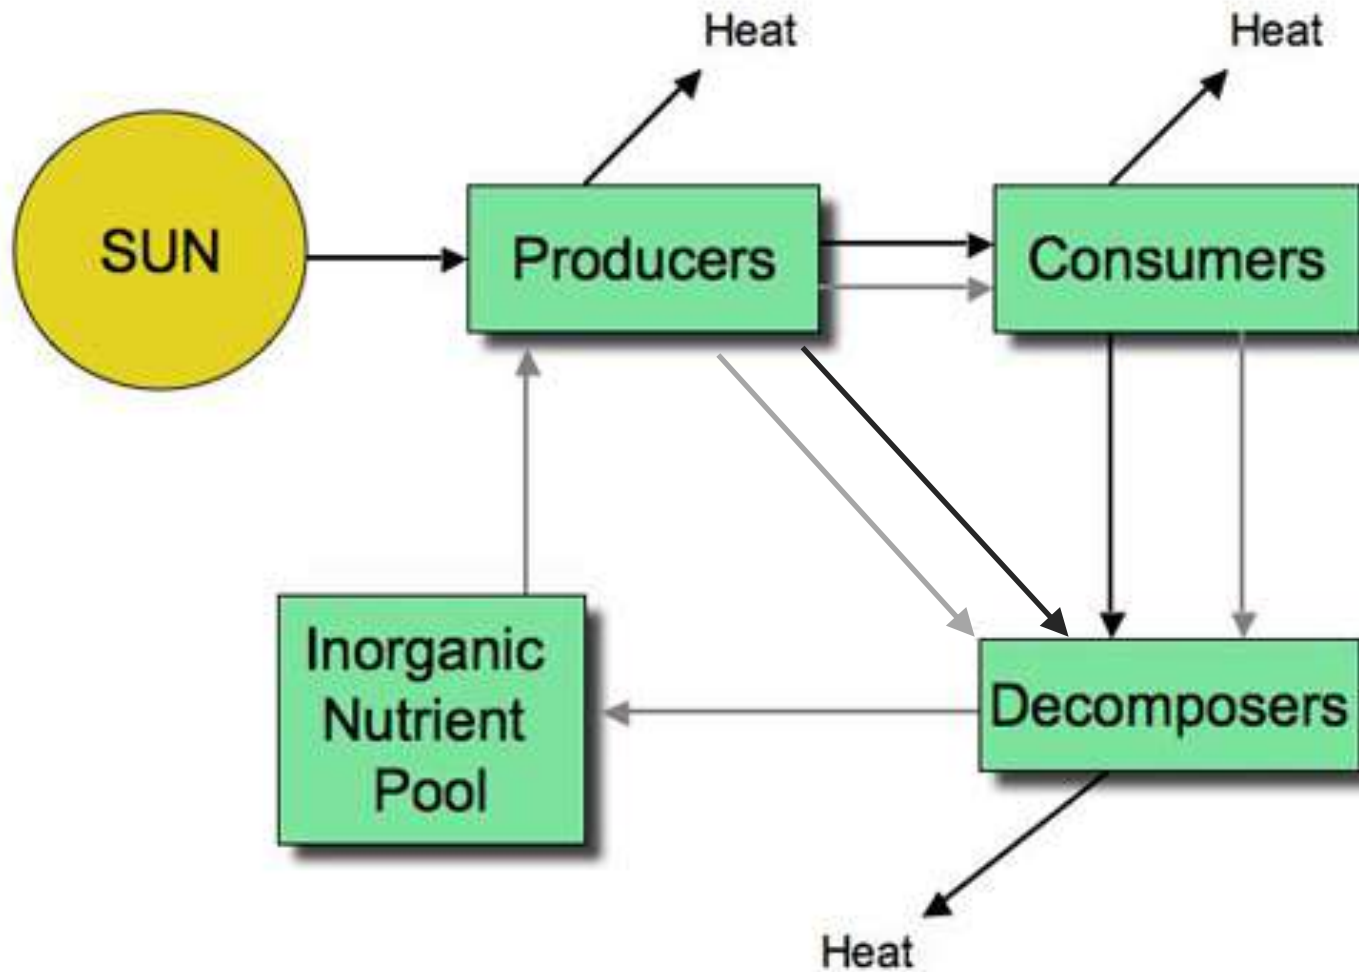 Heat
Heat
SUN
Producers
Consumers
Inorganic
Nutrient
Pool
Decomposers
Heat